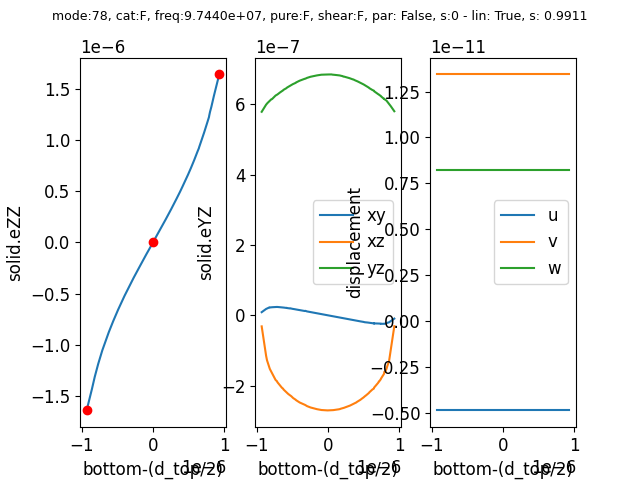 mode:78, cat:F, freq:9.7440e+07, pure:F, shear:F, par: False, s:0 - lin: True, s: 0.9911
1e−6
1.5
1.0
0.5
0.0
−0.5
−1.0
−1.5
solid.eZZ
−1
0
1
1e−6
bottom-(d_top/2)
1e−7
6
4
2
0
−2
solid.eYZ
xy
xz
yz
−1
0
1
1e−6
bottom-(d_top/2)
1e−11
1.25
1.00
0.75
0.50
0.25
0.00
−0.25
−0.50
displacement
u
v
w
−1
0
1
1e−6
bottom-(d_top/2)